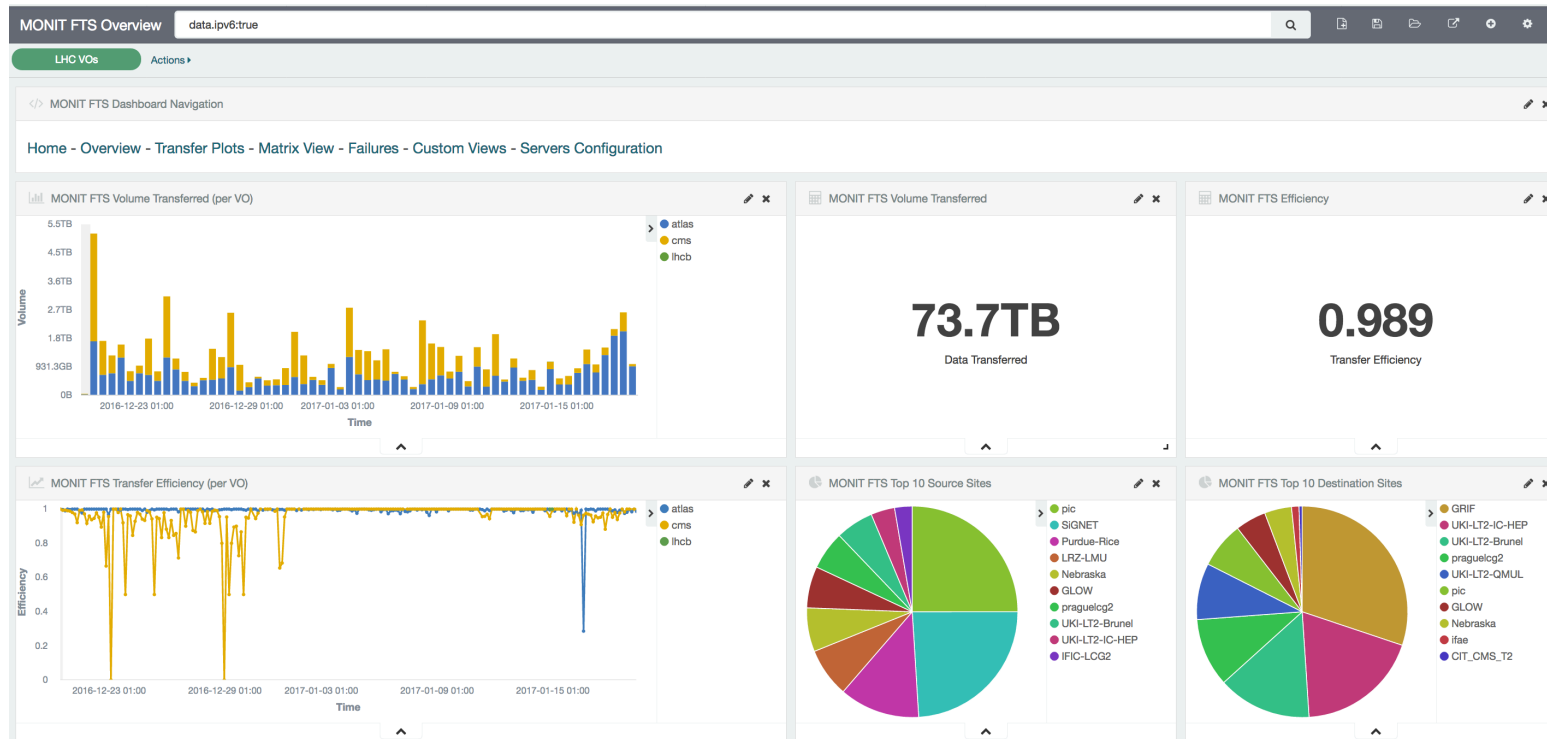 MONIT FTS Overview
data.ipv6:true
LHC VOs
Actions
MONIT FTS Dashboard Navigation
Home - Overview - Transfer Plots - Matrix View - Failures - Custom Views - Servers Configuration
MONIT FTS Volume Transferred (per VO)
5.5TB
4.5TB
3.6TB
2.7TB
1.8TB
931.3GB
0B
Volume
2016-12-23 01:00
2016-12-29 01:00
2017-01-03 01:00
2017-01-09 01:00
2017-01-15 01:00
Time
atlas
cms
lhcb
MONIT FTS Volume Transferred
73.7TB
Data Transferred
MONIT FTS Efficiency
0.989
Transfer Efficiency
MONIT FTS Transfer Efficiency (per VO)
1
0.8
0.6
0.4
0.2
0
Efficiency
2016-12-23 01:00
2016-12-29 01:00
2017-01-03 01:00
2017-01-09 01:00
2017-01-15 01:00
Time
atlas
cms
lhcb
MONIT FTS Top 10 Source Sites
pic
SiGNET
Purdue-Rice
LRZ-LMU
Nebraska
GLOW
praguelcg2
UKI-LT2-Brunel
UKI-LT2-IC-HEP
IFIC-LCG2
MONIT FTS Top 10 Destination Sites
GRIF
UKI-LT2-IC-HEP
UKI-LT2-Brunel
praguelcg2
UKI-LT2-QMUL
pic
GLOW
Nebraska
ifae
CIT_CMS_T2